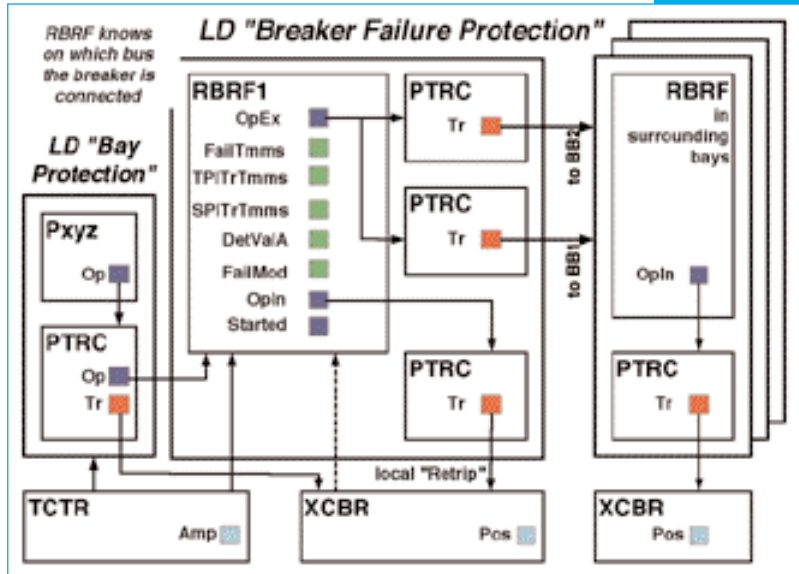 RBRF knows
on which bus
the breaker is
connected
LD "Breaker Failure Protection"
LD "Bay
Protection"
Pxyz
Op
PTRC
Op
Tr
RBRF1
OpEx
FailTmms
TPlTrTmms
SPlTrTmms
DetValA
FailMod
OpIn
Started
PTRC
Tr
PTRC
Tr
PTRC
Tr
to BB2
to BB1
RBRF
in
surrounding
bays
OpIn
PTRC
Tr
local "Retrip"
TCTR
Amp
XCBR
Pos
XCBR
Pos